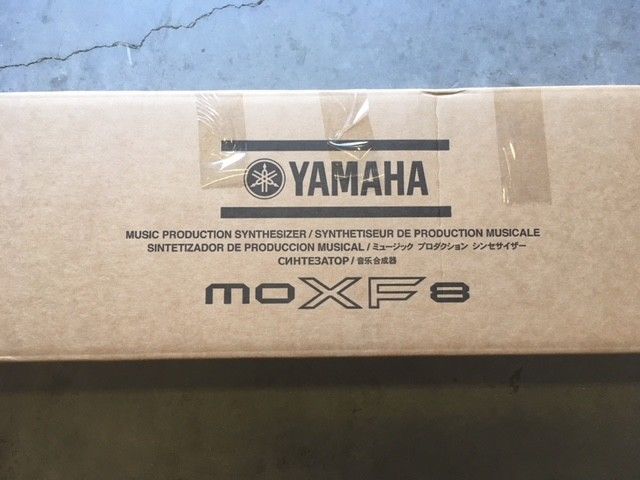 YAMAHA
MUSIC PRODUCTION SYNTHESIZER / SYNTHETISEUR DE PRODUCTION MUSICALE
SINTETIZADOR DE PRODUCCION MUSICAL / ミュージック プロダクション シンセサイザー
СИНТЕЗАТОР / 音乐合成器
moXF8